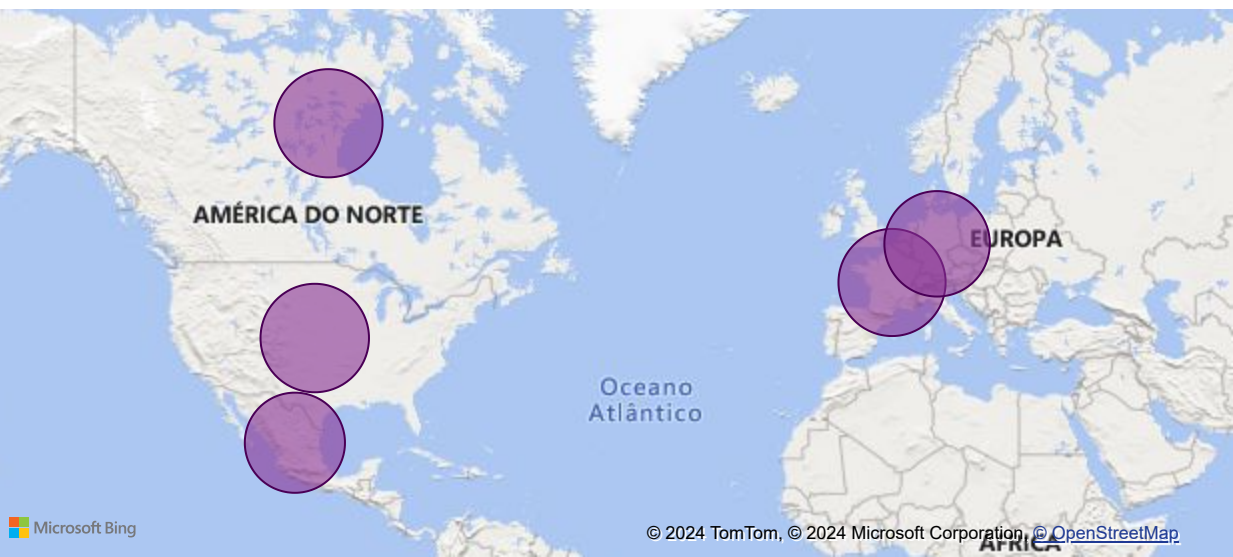 AMÉRICA DO NORTE
EUROPA
Oceano
Atlântico
Microsoft Bing
© 2024 TomTom, © 2024 Microsoft Corporation, © OpenStreetMap
ÁFRICA